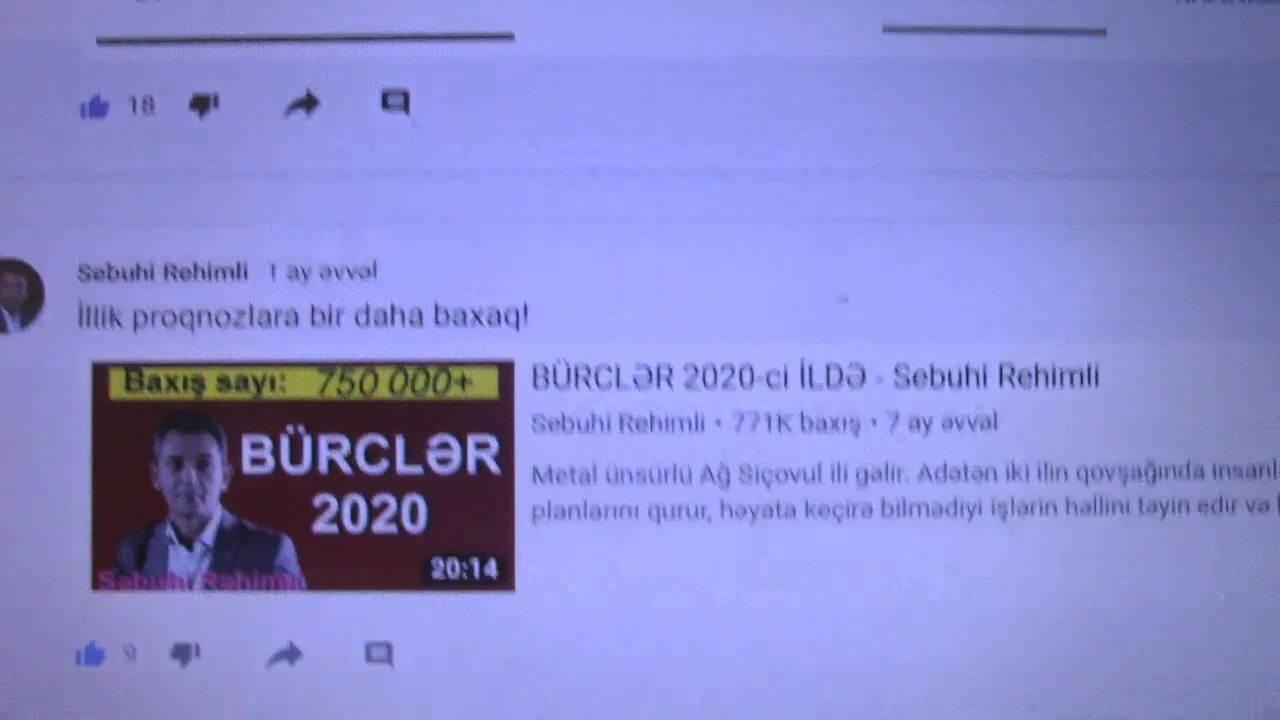 18
Sebuhi Rehimli 1 ay əvvəl
İllik proqnozlara bir daha baxaq!
Baxış sayı: 750 000+
BÜRCLƏR
2020
Sebuhi Rehimli
20:14
BÜRCLƏR 2020-ci İLDƏ - Sebuhi Rehimli
Sebuhi Rehimli • 771K baxış • 7 ay əvvəl
Metal ünsürlü Ağ Siçovul ili gəlir. Adətən iki ilin qovşağında insanl
planlarını qurur, həyata keçirə bilmədiyi işlərin həllini təyin edir və
9